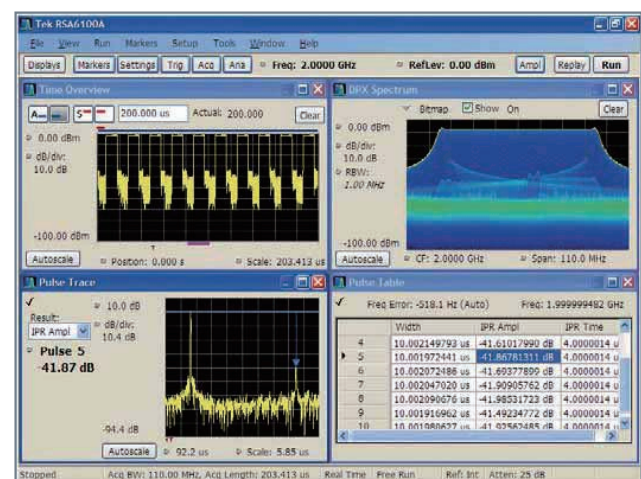 Tek RSA6100A
File View Run Markers Setup Tools Window Help
Displays Markers Settings Trig Acq Ana Freq: 2.0000 GHz RefLev: 0.00 dBm Ampl Replay Run
Time Overview
200.000 us Actual: 200.000 Clear
0.00 dBm
dB/div:
10.0 dB
-100.00 dBm
Autoscale Position: 0.000 s Scale: 203.413 us
DPX Spectrum
Bitmap Show On Clear
0.00 dBm
dB/div:
10.0 dB
RBW:
1.00 MHz
-100.00 dBm
Autoscale CF: 2.0000 GHz Span: 110.0 MHz
Pulse Trace
Result:
IPR Ampl
Pulse 5
-41.87 dB
10.0 dB
dB/div:
10.4 dB
-94.4 dB
Autoscale 92.2 us Scale: 5.85 us
Pulse Table
Freq Error: -518.1 Hz (Auto) Freq: 1.999999482 GHz
Width IPR Ampl IPR Time
4 10.002149793 us -41.61017990 dB 4.0000014 u
5 10.001972441 us -41.86781311 dB 4.0000014 u
6 10.002072486 us -41.69377899 dB 4.0000014 u
7 10.002047020 us -41.90905762 dB 4.0000014 u
8 10.002090676 us -41.98531723 dB 4.0000014 u
9 10.001916962 us -41.49234772 dB 4.0000014 u
10 10.001980627 us -41.92562485 dB 4.0000014 u
Stopped Acq BW: 110.00 MHz, Acq Length: 203.413 us Real Time Free Run Ref: Int Atten: 25 dB